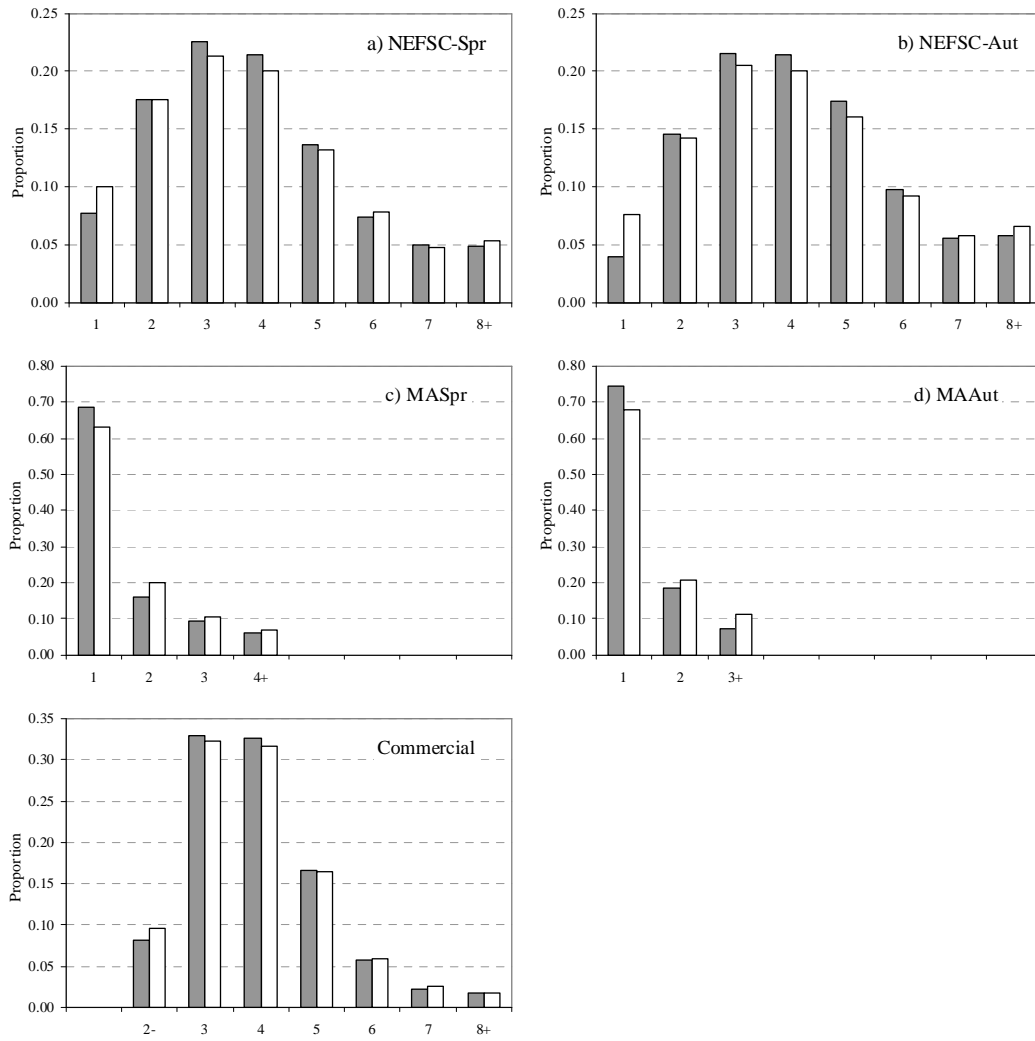 a) NEFSC-Spr
Proportion
0.25
0.20
0.15
0.10
0.05
0.00
1 2 3 4 5 6 7 8+
b) NEFSC-Aut
Proportion
0.25
0.20
0.15
0.10
0.05
0.00
1 2 3 4 5 6 7 8+
c) MASpr
Proportion
0.80
0.70
0.60
0.50
0.40
0.30
0.20
0.10
0.00
1 2 3 4+
d) MAAut
Proportion
0.80
0.70
0.60
0.50
0.40
0.30
0.20
0.10
0.00
1 2 3+
Commercial
Proportion
0.35
0.30
0.25
0.20
0.15
0.10
0.05
0.00
2- 3 4 5 6 7 8+